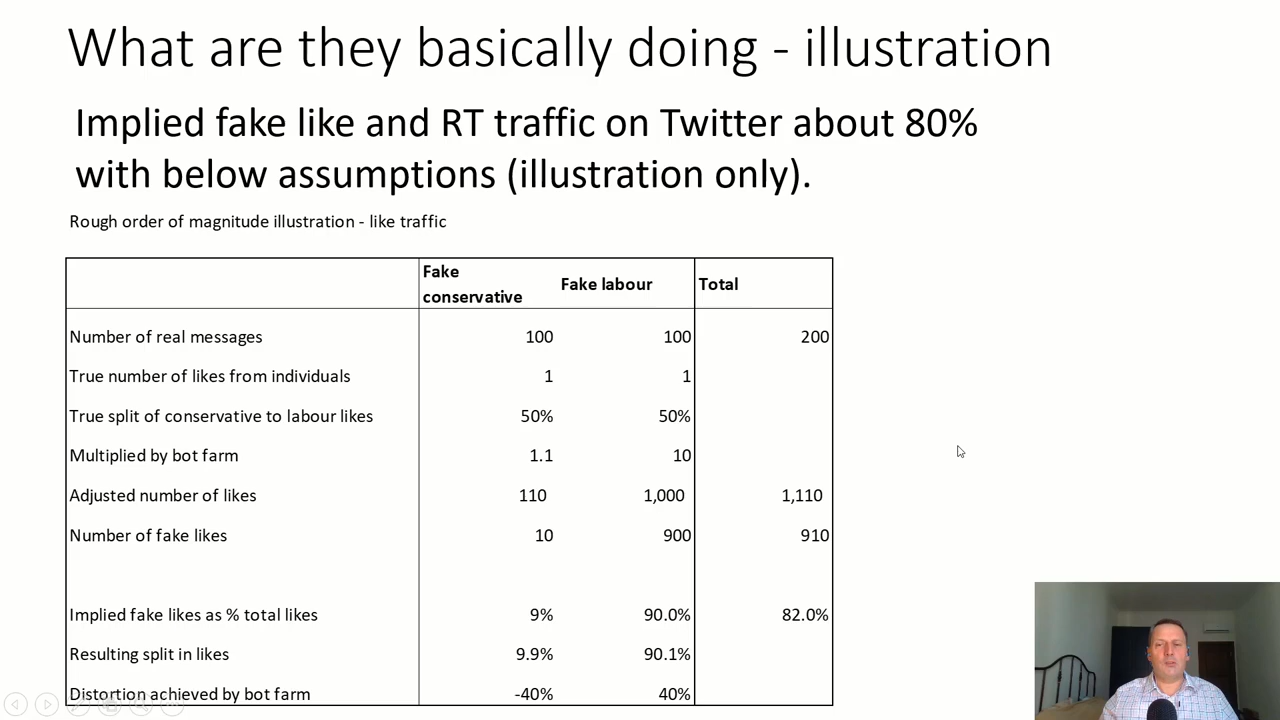 What are they basically doing - illustration
Implied fake like and RT traffic on Twitter about 80%
with below assumptions (illustration only).
Rough order of magnitude illustration - like traffic
Fake
conservative Fake labour Total
Number of real messages 100 100 200
True number of likes from individuals 1 1
True split of conservative to labour likes 50% 50%
Multiplied by bot farm 1.1 10
Adjusted number of likes 110 1,000 1,110
Number of fake likes 10 900 910
Implied fake likes as % total likes 9% 90.0% 82.0%
Resulting split in likes 9.9% 90.1%
Distortion achieved by bot farm -40% 40%